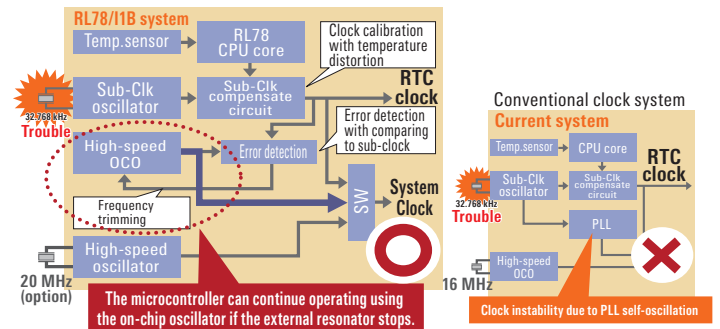 RL78/I1B system
Temp.sensor
RL78
CPU core
Clock calibration
with temperature
distortion
Sub-Clk
oscillator
Sub-Clk
compensate
circuit
RTC
clock
32.768 kHz
Trouble
High-speed
OCO
Error detection
Error detection
with comparing
to sub-clock
Frequency
trimming
SW
System
Clock
High-speed
oscillator
20 MHz
(option)
The microcontroller can continue operating using
the on-chip oscillator if the external resonator stops.
Conventional clock system
Current system
Temp.sensor
CPU core
RTC
clock
Sub-Clk
oscillator
Sub-Clk
compensate
circuit
32.768 kHz
Trouble
PLL
High-speed
OCO
16 MHz
Clock instability due to PLL self-oscillation